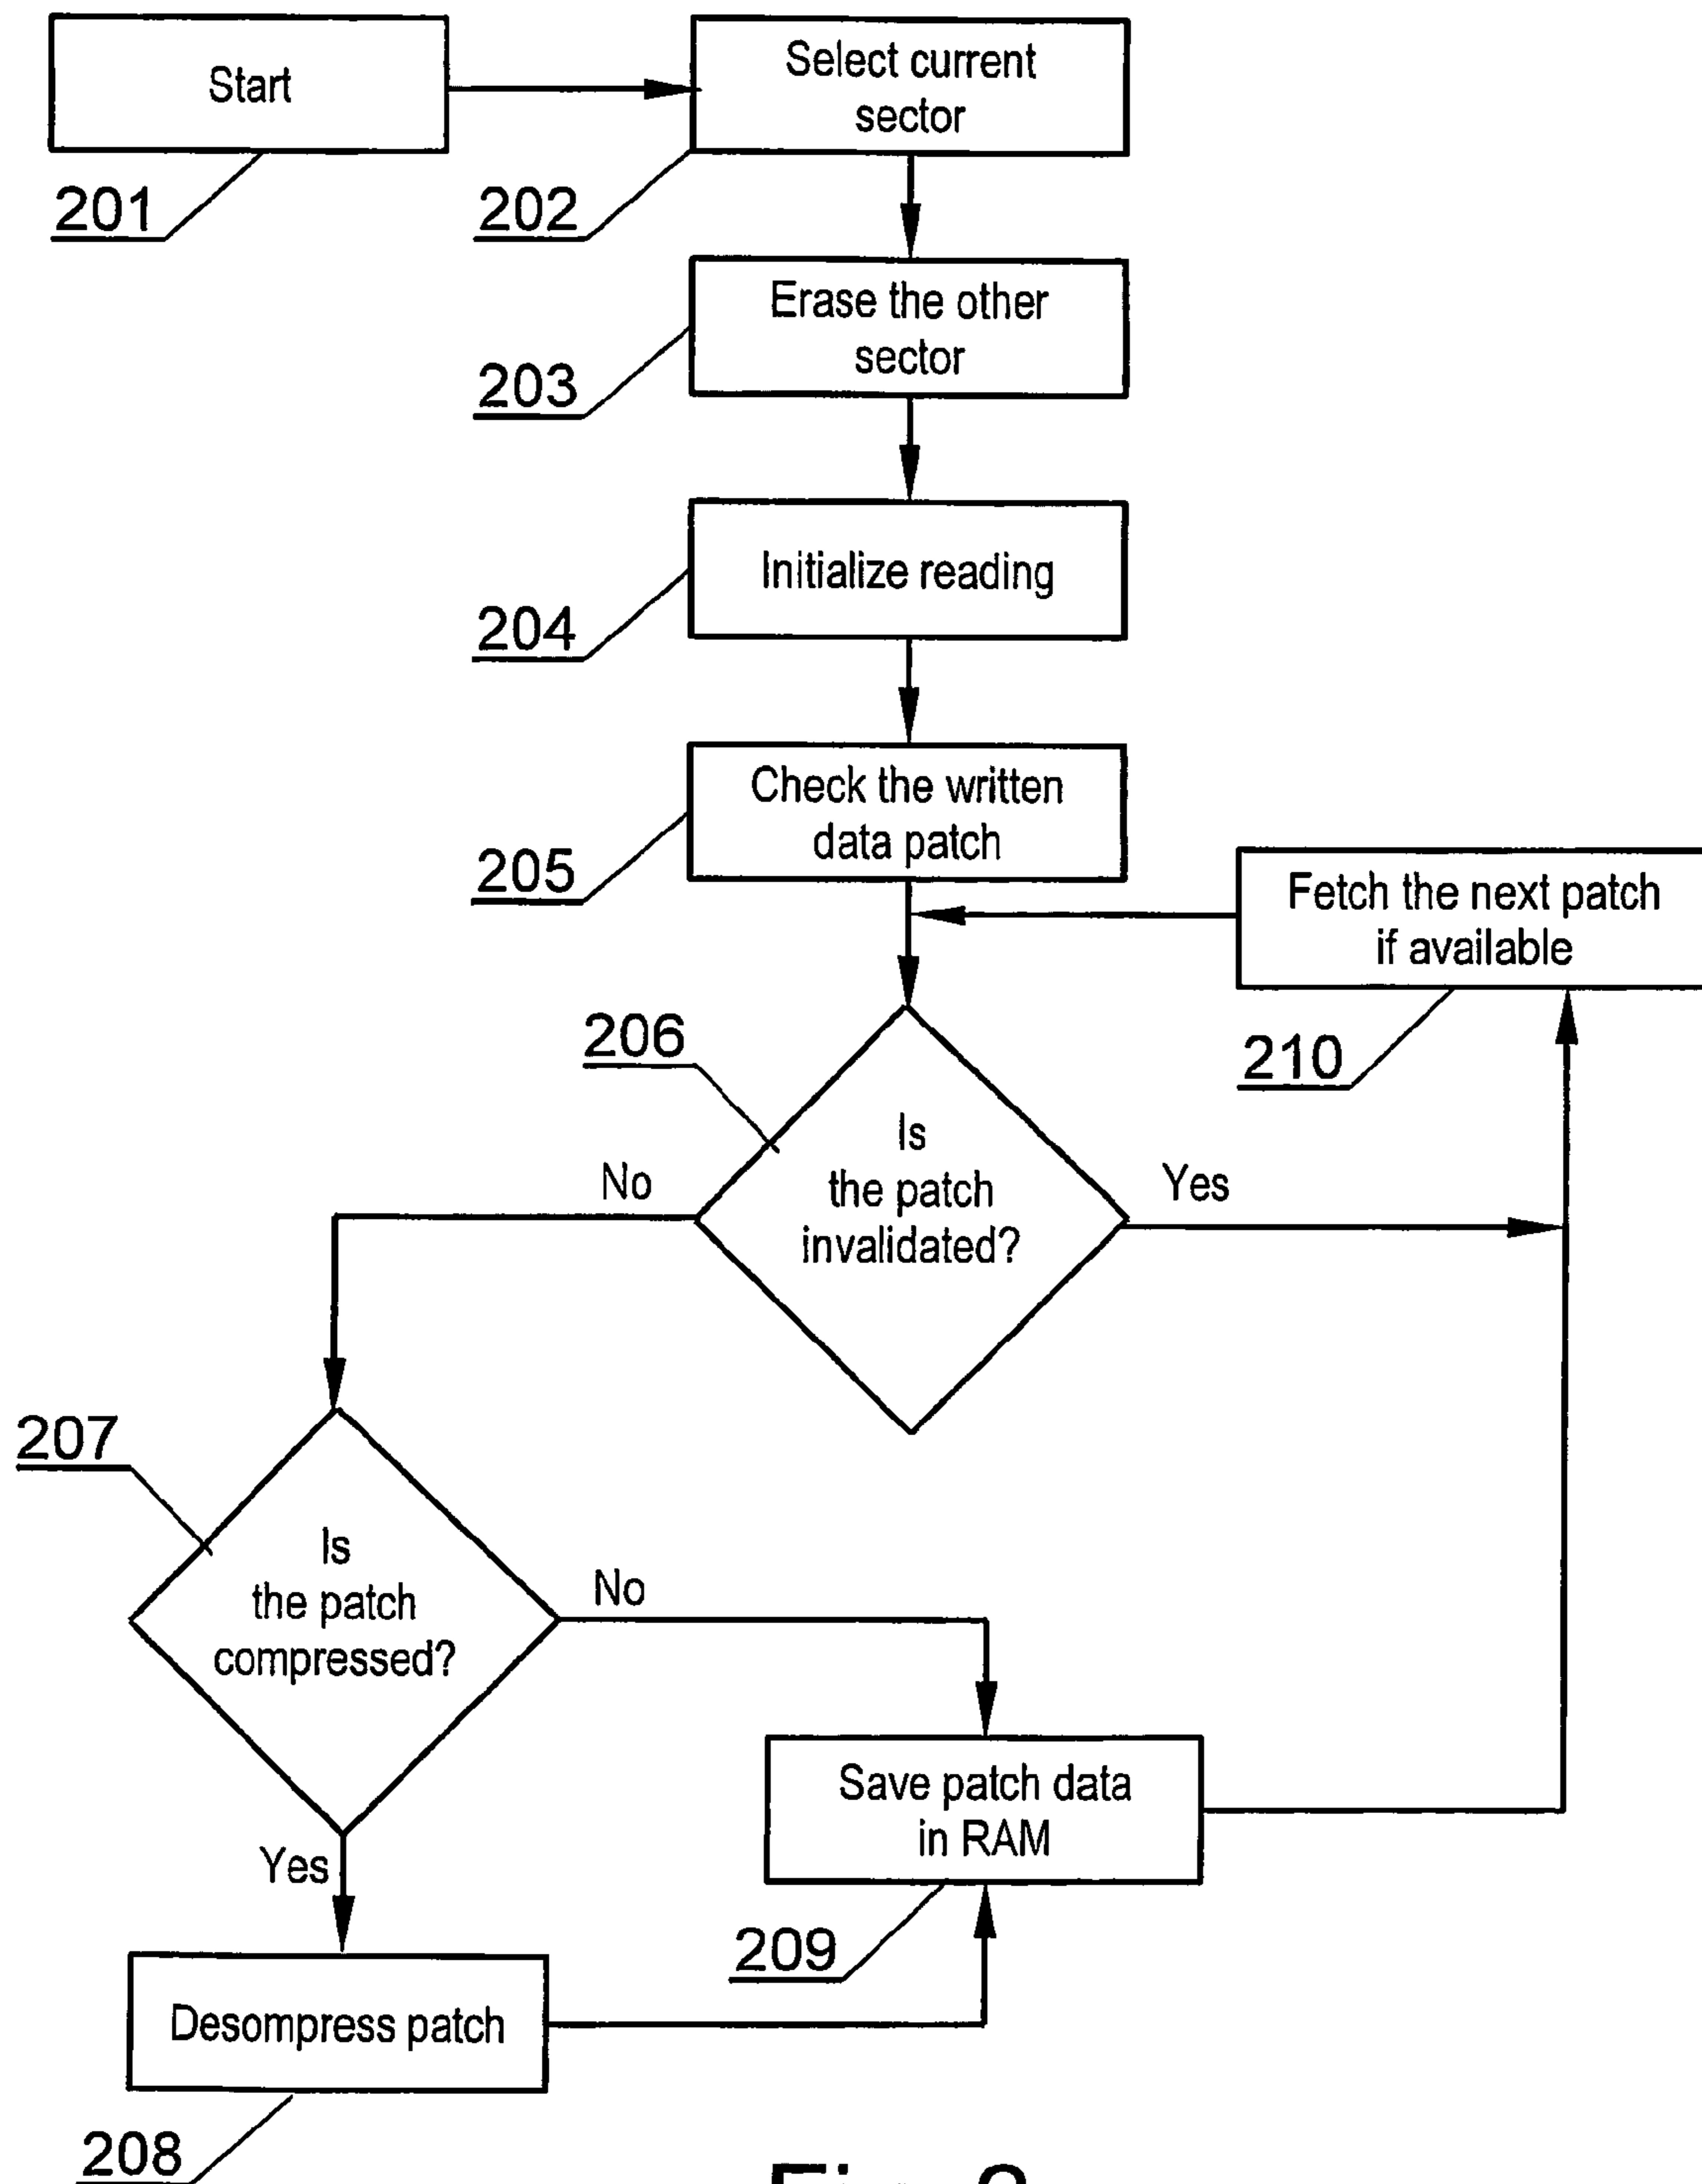 Start
Select current
sector
201
202
Erase the other
sector
203
Initialize reading
204
Check the written
data patch
205
Fetch the next patch
if available
210
206
Is
the patch
invalidated?
No
Yes
207
Is
the patch
compressed?
No
Yes
Save patch data
in RAM
209
Desompress patch
208